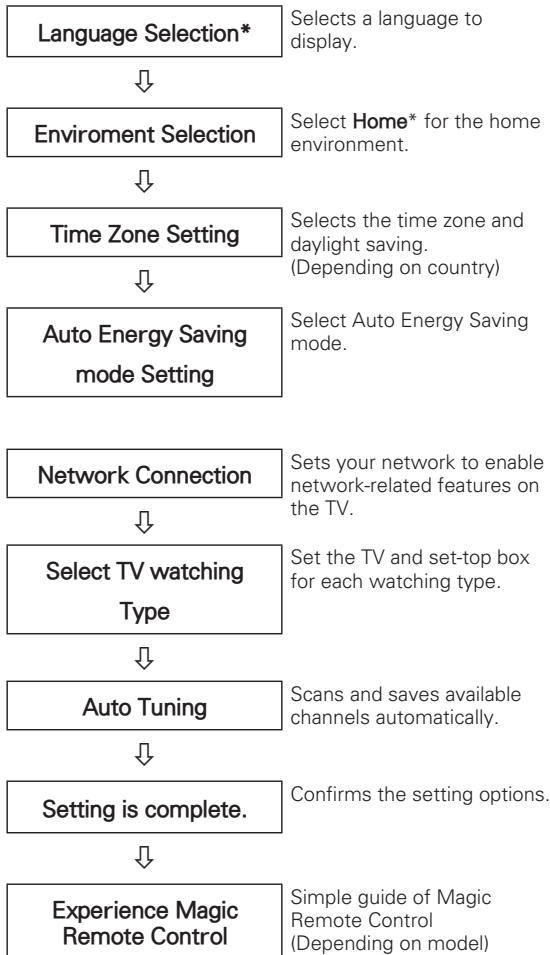 Language Selection*
Selects a language to
display.
⇩
Enviroment Selection
Select Home* for the home
environment.
⇩
Time Zone Setting
Selects the time zone and
daylight saving.
(Depending on country)
⇩
Auto Energy Saving
mode Setting
Select Auto Energy Saving
mode.
Network Connection
Sets your network to enable
network-related features on
the TV.
⇩
Select TV watching
Type
Set the TV and set-top box
for each watching type.
⇩
Auto Tuning
Scans and saves available
channels automatically.
⇩
Setting is complete.
Confirms the setting options.
⇩
Experience Magic
Remote Control
Simple guide of Magic
Remote Control
(Depending on model)